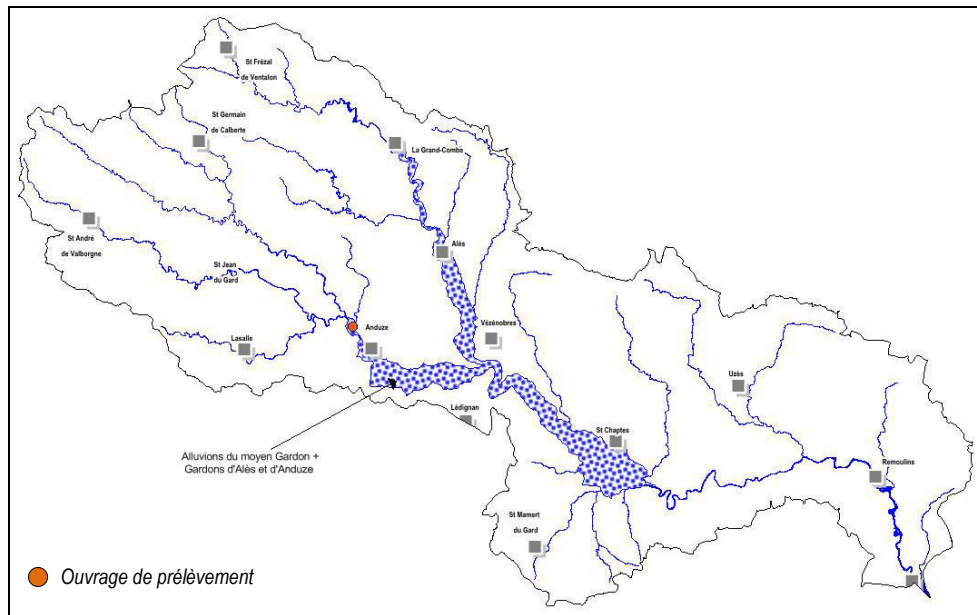 St Frézal
de Ventalon
St Germain
de Calberte
La Grand-Combe
St André
de Valborgne
Alès
St Jean
du Gard
Anduze
Vézénobres
Lasalle
Uzès
Lédignan
St Chaptes
Alluvions du moyen Gardon +
Gardons d'Alès et d'Anduze
Remoulins
St Mamert
du Gard
Ouvrage de prélèvement